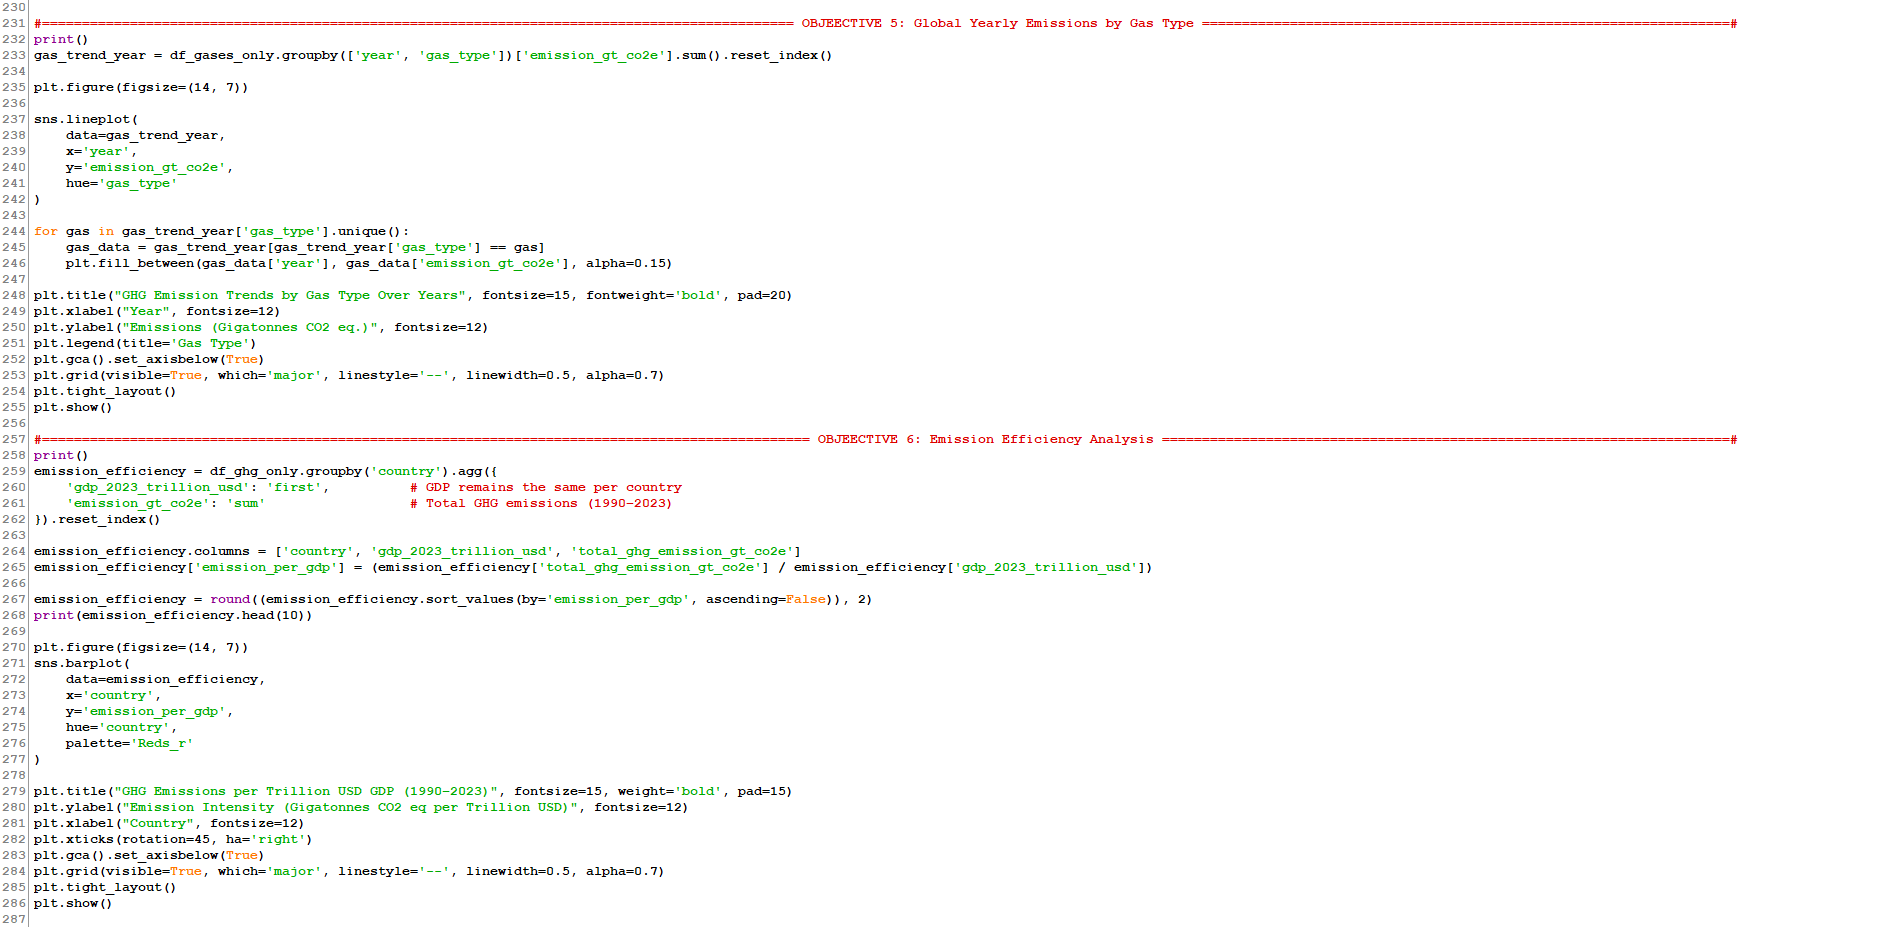 230
231 #============================================================================================== OBJEECTIVE 5: Global Yearly Emissions by Gas Type ==================================================================#
232 print()
233 gas_trend_year = df_gases_only.groupby(['year', 'gas_type'])['emission_gt_co2e'].sum().reset_index()
234
235 plt.figure(figsize=(14, 7))
236
237 sns.lineplot(
238     data=gas_trend_year,
239     x='year',
240     y='emission_gt_co2e',
241     hue='gas_type'
242 )
243
244 for gas in gas_trend_year['gas_type'].unique():
245     gas_data = gas_trend_year[gas_trend_year['gas_type'] == gas]
246     plt.fill_between(gas_data['year'], gas_data['emission_gt_co2e'], alpha=0.15)
247
248 plt.title("GHG Emission Trends by Gas Type Over Years", fontsize=15, fontweight='bold', pad=20)
249 plt.xlabel("Year", fontsize=12)
250 plt.ylabel("Emissions (Gigatonnes CO2 eq.)", fontsize=12)
251 plt.legend(title='Gas Type')
252 plt.gca().set_axisbelow(True)
253 plt.grid(visible=True, which='major', linestyle='--', linewidth=0.5, alpha=0.7)
254 plt.tight_layout()
255 plt.show()
256
257 #================================================================================================ OBJEECTIVE 6: Emission Efficiency Analysis =======================================================================#
258 print()
259 emission_efficiency = df_ghg_only.groupby('country').agg({
260     'gdp_2023_trillion_usd': 'first',          # GDP remains the same per country
261     'emission_gt_co2e': 'sum'                  # Total GHG emissions (1990-2023)
262 }).reset_index()
263
264 emission_efficiency.columns = ['country', 'gdp_2023_trillion_usd', 'total_ghg_emission_gt_co2e']
265 emission_efficiency['emission_per_gdp'] = (emission_efficiency['total_ghg_emission_gt_co2e'] / emission_efficiency['gdp_2023_trillion_usd'])
266
267 emission_efficiency = round((emission_efficiency.sort_values(by='emission_per_gdp', ascending=False)), 2)
268 print(emission_efficiency.head(10))
269
270 plt.figure(figsize=(14, 7))
271 sns.barplot(
272     data=emission_efficiency,
273     x='country',
274     y='emission_per_gdp',
275     hue='country',
276     palette='Reds_r'
277 )
278
279 plt.title("GHG Emissions per Trillion USD GDP (1990-2023)", fontsize=15, weight='bold', pad=15)
280 plt.ylabel("Emission Intensity (Gigatonnes CO2 eq per Trillion USD)", fontsize=12)
281 plt.xlabel("Country", fontsize=12)
282 plt.xticks(rotation=45, ha='right')
283 plt.gca().set_axisbelow(True)
284 plt.grid(visible=True, which='major', linestyle='--', linewidth=0.5, alpha=0.7)
285 plt.tight_layout()
286 plt.show()
287